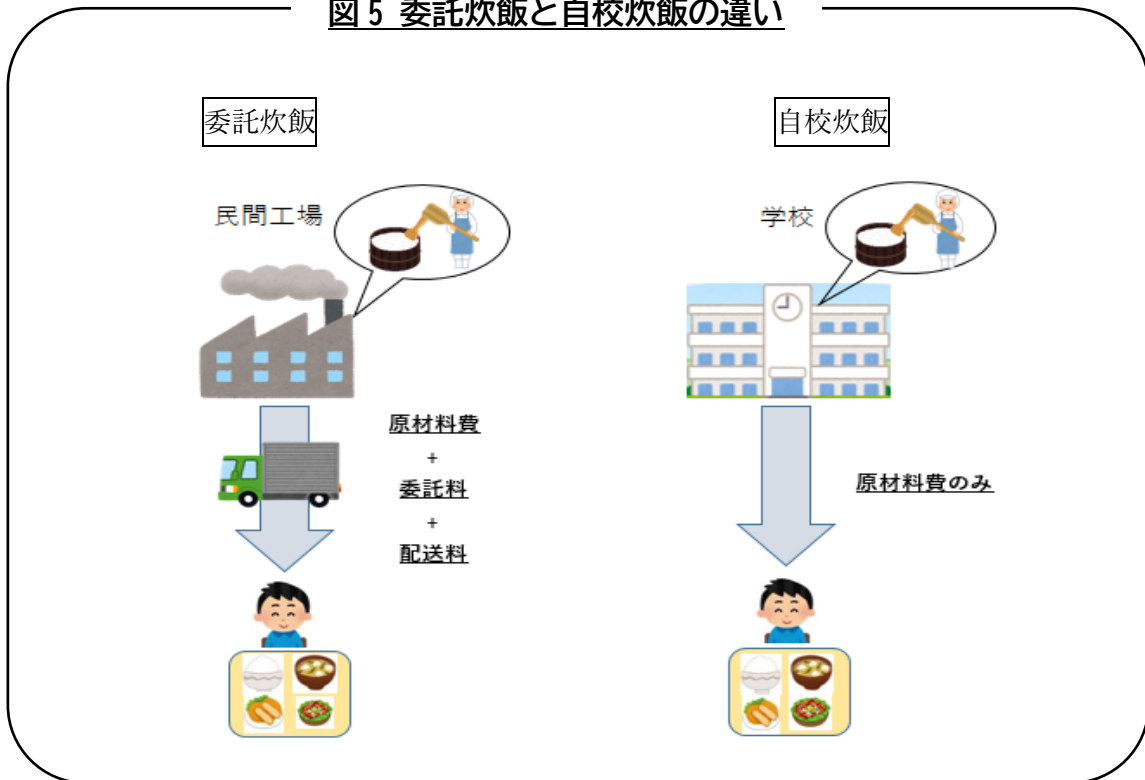 図5 委託炊飯と自校炊飯の違い
委託炊飯
民間工場
原材料費
+
委託料
+
配送料
自校炊飯
学校
原材料費のみ